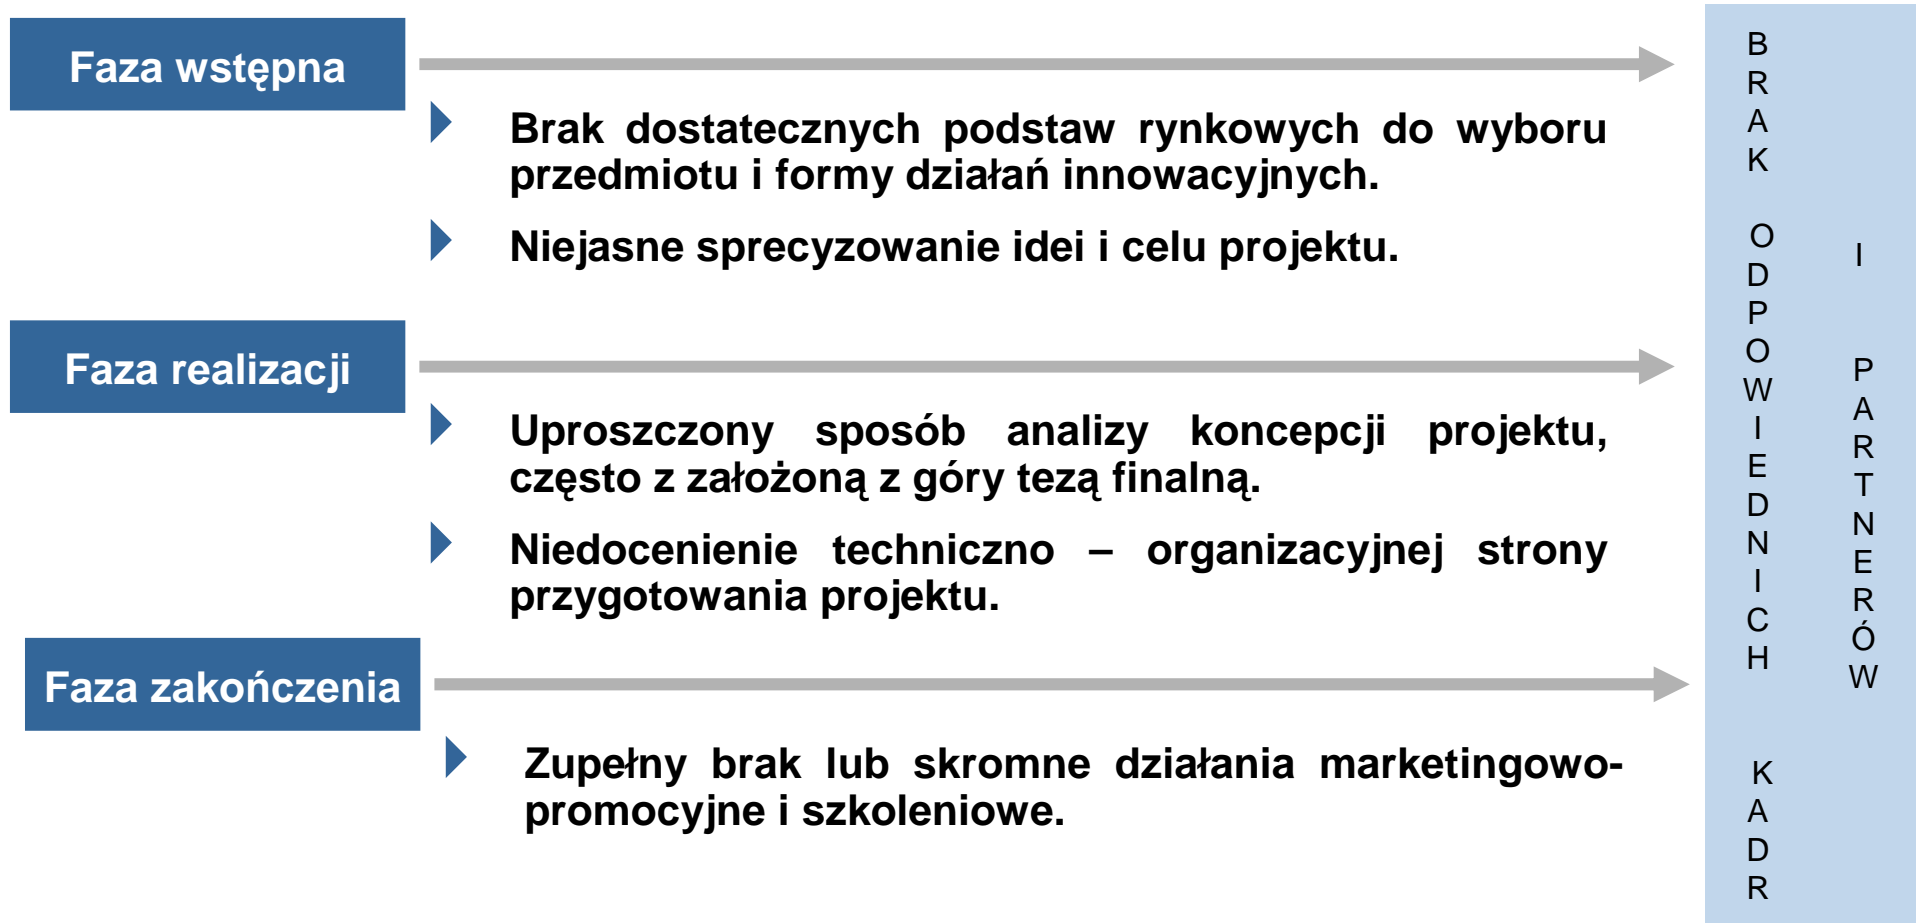 Faza wstępna
Brak dostatecznych podstaw rynkowych do wyboru
przedmiotu i formy działań innowacyjnych.
Niejasne sprecyzowanie idei i celu projektu.
Faza realizacji
Uproszczony sposób analizy koncepcji projektu,
często z założoną z góry tezą finalną.
Niedocenienie techniczno – organizacyjnej strony
przygotowania projektu.
Faza zakończenia
Zupełny brak lub skromne działania marketingowo-
promocyjne i szkoleniowe.
BRAK ODPOWIEDNICH KADR
I PARTNERÓW